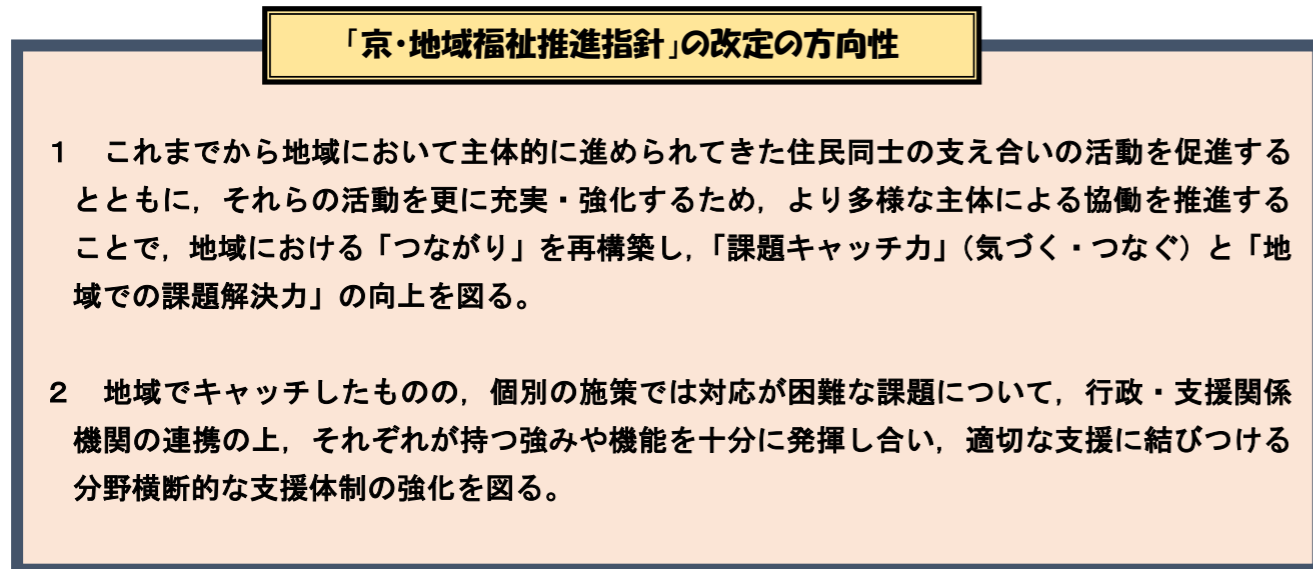 「京・地域福祉推進指針」の改定の方向性
１　これまでから地域において主体的に進められてきた住民同士の支え合いの活動を促進する
とともに，それらの活動を更に充実・強化するため，より多様な主体による協働を推進する
ことで，地域における「つながり」を再構築し，「課題キャッチ力」（気づく・つなぐ）と「地
域での課題解決力」の向上を図る。
２　地域でキャッチしたものの，個別の施策では対応が困難な課題について，行政・支援関係
機関の連携の上，それぞれが持つ強みや機能を十分に発揮し合い，適切な支援に結びつける
分野横断的な支援体制の強化を図る。